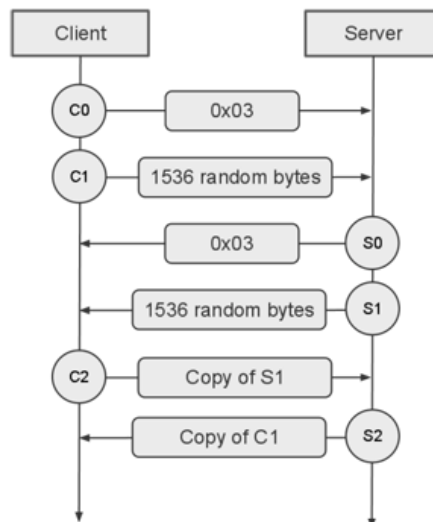 Client
Server
C0
0x03
C1
1536 random bytes
0x03
S0
1536 random bytes
S1
C2
Copy of S1
Copy of C1
S2